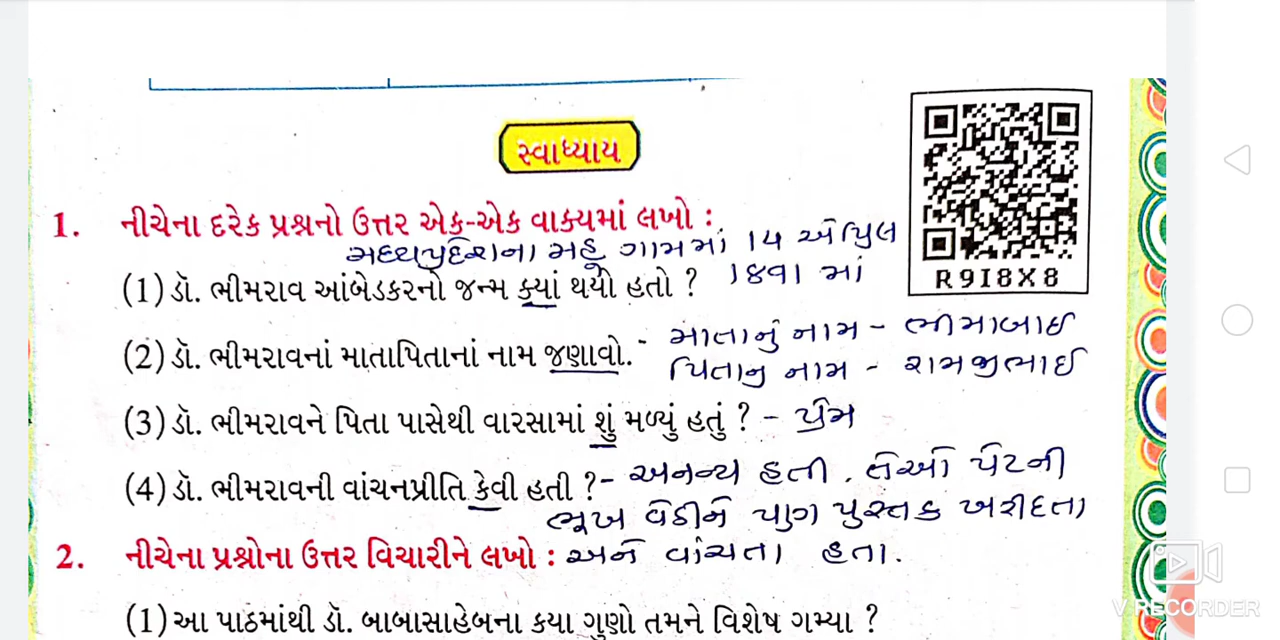 સ્વાધ્યાય
1. નીચેના દરેક પ્રશ્નનો ઉત્તર એક-એક વાક્યમાં લખો :
મધ્યપ્રદેશના મહૂ ગામમાં 14 એપ્રિલ
1891 માં
R9I8X8
(1) ડૉ. ભીમરાવ આંબેડકરનો જન્મ ક્યાં થયો હતો ?
(2) ડૉ. ભીમરાવનાં માતાપિતાનાં નામ જણાવો. - માતાનું નામ - ભીમાબાઈ
પિતાનુ નામ - રામજીભાઈ
(3) ડૉ. ભીમરાવને પિતા પાસેથી વારસામાં શું મળ્યું હતું ? - પ્રેમ
(4) ડૉ. ભીમરાવની વાંચનપ્રીતિ કેવી હતી ? - અનન્ય હતી. તેઓ પેટની
ભૂખ વેઠીને પણ પુસ્તક ખરીદતા
2. નીચેના પ્રશ્નોના ઉત્તર વિચારીને લખો : અને વાંચતા હતા.
(1) આ પાઠમાંથી ડૉ. બાબાસાહેબના કયા ગુણો તમને વિશેષ ગમ્યા ?
V RECORDER